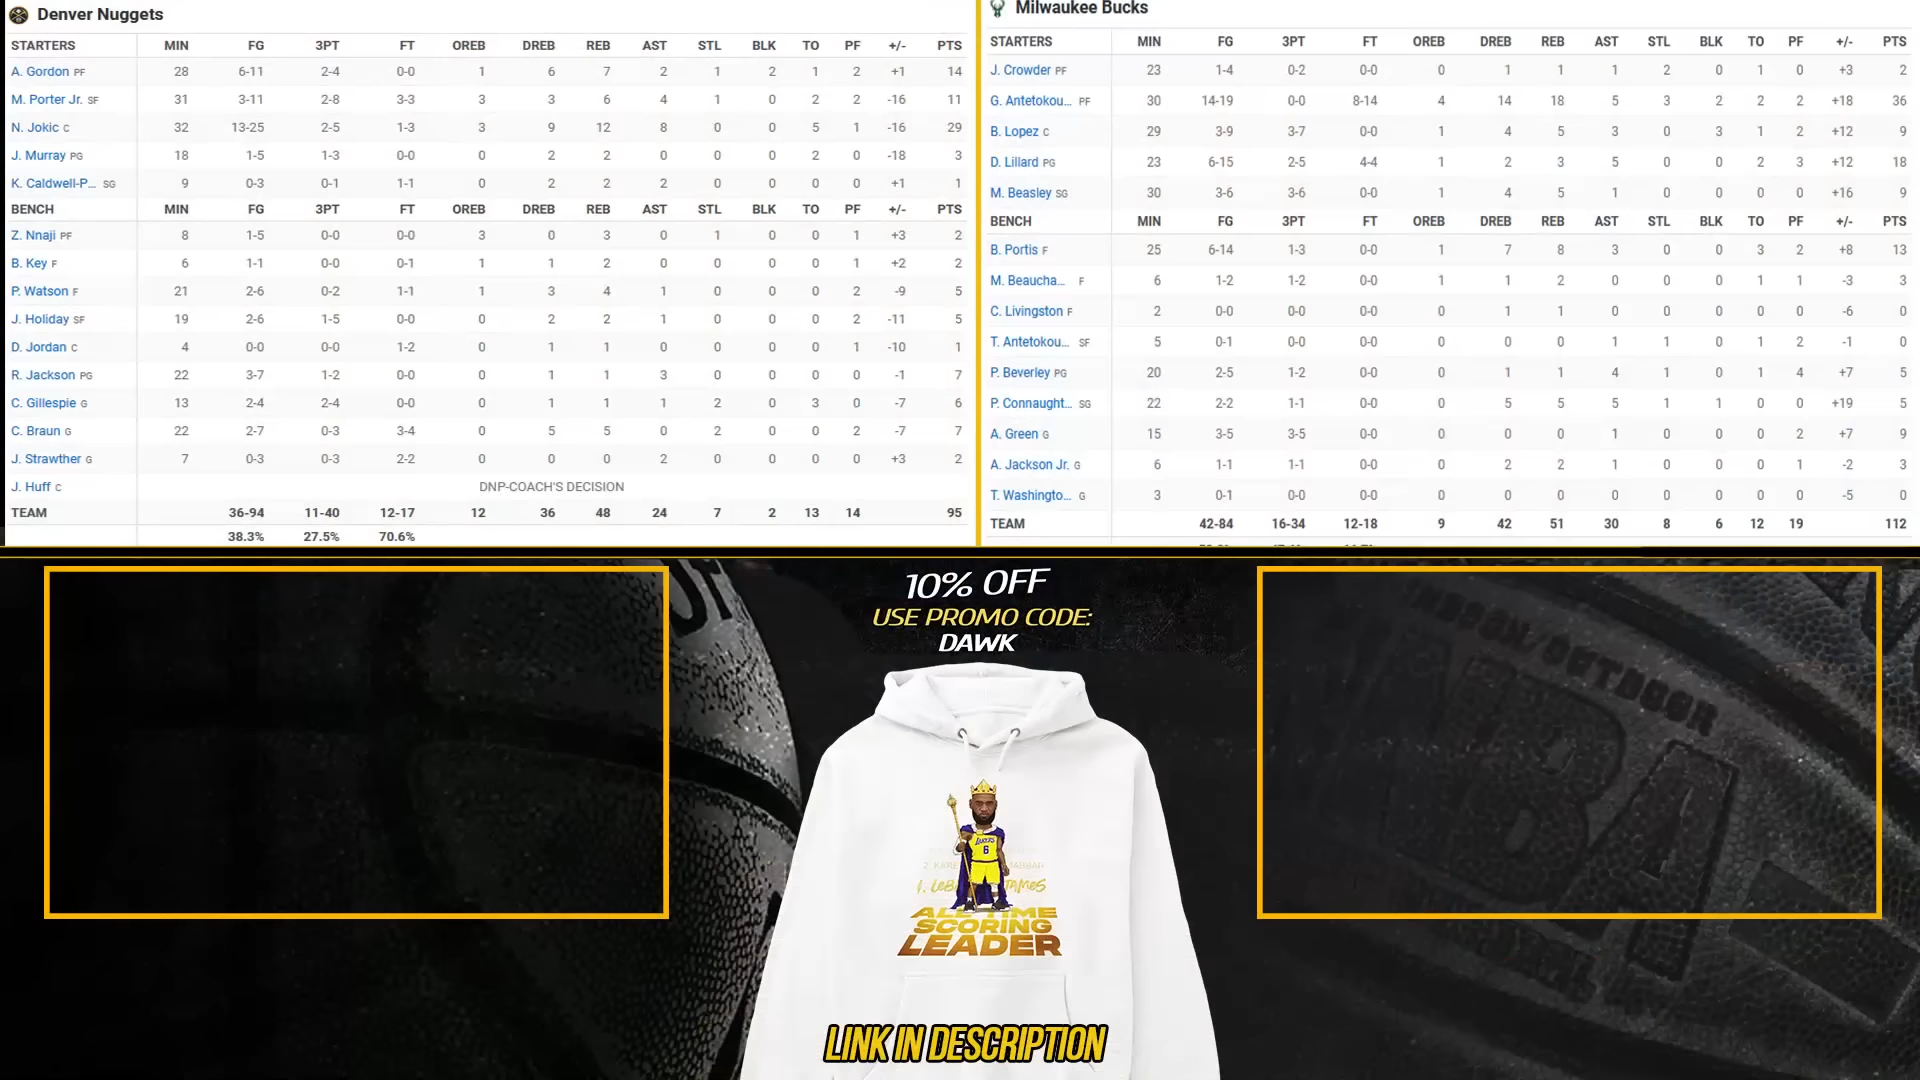 Denver Nuggets
STARTERS MIN FG 3PT FT OREB DREB REB AST STL BLK TO PF +/- PTS
A. Gordon PF 28 6-11 2-4 0-0 1 6 7 2 1 2 1 2 +1 14
M. Porter Jr. SF 31 3-11 2-8 3-3 3 3 6 4 1 0 2 2 -16 11
N. Jokic C 32 13-25 2-5 1-3 3 9 12 8 0 0 5 1 -16 29
J. Murray PG 18 1-5 1-3 0-0 0 2 2 0 0 0 2 0 -18 3
K. Caldwell-P... SG 9 0-3 0-1 1-1 0 2 2 2 0 0 0 0 +1 1
BENCH MIN FG 3PT FT OREB DREB REB AST STL BLK TO PF +/- PTS
Z. Nnaji PF 8 1-5 0-0 0-0 3 0 3 0 1 0 0 1 +3 2
B. Key F 6 1-1 0-0 0-1 1 1 2 0 0 0 0 1 +2 2
P. Watson F 21 2-6 0-2 1-1 1 3 4 1 0 0 0 2 -9 5
J. Holiday SF 19 2-6 1-5 0-0 0 2 2 1 0 0 0 2 -11 5
D. Jordan C 4 0-0 0-0 1-2 0 1 1 0 0 0 0 1 -10 1
R. Jackson PG 22 3-7 1-2 0-0 0 1 1 3 0 0 0 0 -1 7
C. Gillespie G 13 2-4 2-4 0-0 0 1 1 1 2 0 3 0 -7 6
C. Braun G 22 2-7 0-3 3-4 0 5 5 0 2 0 0 2 -7 7
J. Strawther G 7 0-3 0-3 2-2 0 0 0 2 0 0 0 0 +3 2
J. Huff C DNP-COACH'S DECISION
TEAM 36-94 11-40 12-17 12 36 48 24 7 2 13 14 95
38.3% 27.5% 70.6%
Milwaukee Bucks
STARTERS MIN FG 3PT FT OREB DREB REB AST STL BLK TO PF +/- PTS
J. Crowder PF 23 1-4 0-2 0-0 0 1 1 1 2 0 1 0 +3 2
G. Antetokou... PF 30 14-19 0-0 8-14 4 14 18 5 3 2 2 2 +18 36
B. Lopez C 29 3-9 3-7 0-0 1 4 5 3 0 3 1 2 +12 9
D. Lillard PG 23 6-15 2-5 4-4 1 2 3 5 0 0 2 3 +12 18
M. Beasley SG 30 3-6 3-6 0-0 1 4 5 1 0 0 0 0 +16 9
BENCH MIN FG 3PT FT OREB DREB REB AST STL BLK TO PF +/- PTS
B. Portis F 25 6-14 1-3 0-0 1 7 8 3 0 0 3 2 +8 13
M. Beaucha... F 6 1-2 1-2 0-0 1 1 2 0 0 0 1 1 -3 3
C. Livingston F 2 0-0 0-0 0-0 0 1 1 0 0 0 0 0 -6 0
T. Antetokou... SF 5 0-1 0-0 0-0 0 0 0 1 1 0 1 2 -1 0
P. Beverley PG 20 2-5 1-2 0-0 0 1 1 4 1 0 1 4 +7 5
P. Connaught... SG 22 2-2 1-1 0-0 0 5 5 5 1 1 0 0 +19 5
A. Green G 15 3-5 3-5 0-0 0 0 0 1 0 0 0 2 +7 9
A. Jackson Jr. G 6 1-1 1-1 0-0 0 2 2 1 0 0 0 1 -2 3
T. Washingto... G 3 0-1 0-0 0-0 0 0 0 0 0 0 0 0 -5 0
TEAM 42-84 16-34 12-18 9 42 51 30 8 6 12 19 112
10% OFF
USE PROMO CODE:
DAWK
LAKERS
6
ALL TIME
SCORING
LEADER
LINK IN DESCRIPTION
OUTDOOR